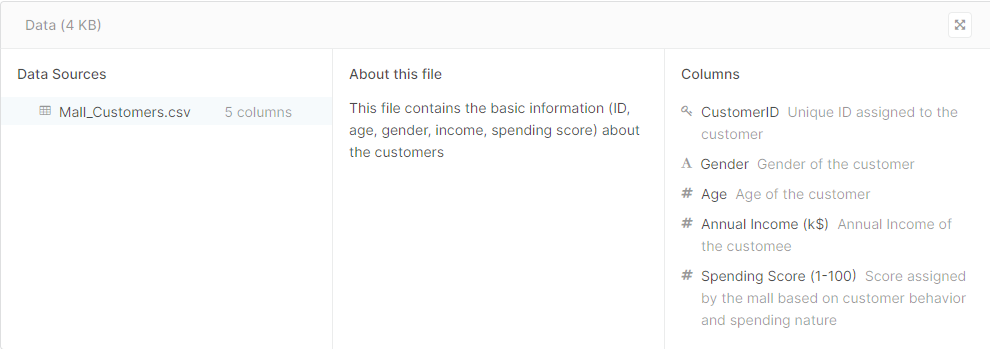 Data (4 KB)
Data Sources
Mall_Customers.csv 5 columns
About this file
This file contains the basic information (ID,
age, gender, income, spending score) about
the customers
Columns
CustomerID Unique ID assigned to the
customer
A Gender Gender of the customer
# Age Age of the customer
# Annual Income (k$) Annual Income of
the customee
# Spending Score (1-100) Score assigned
by the mall based on customer behavior
and spending nature